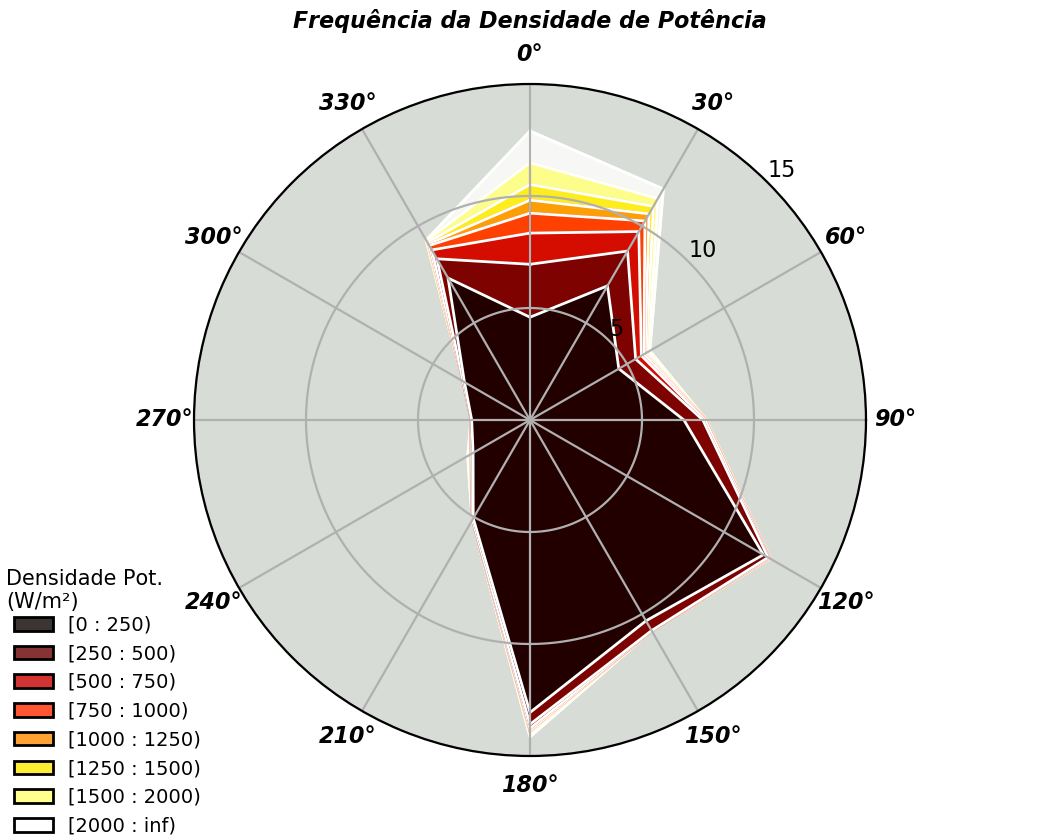 Frequência da Densidade de Potência
0°
330°
30°
15
300°
60°
10
5
270°
90°
240°
120°
210°
150°
180°
Densidade Pot.
(W/m²)
[0 : 250)
[250 : 500)
[500 : 750)
[750 : 1000)
[1000 : 1250)
[1250 : 1500)
[1500 : 2000)
[2000 : inf)